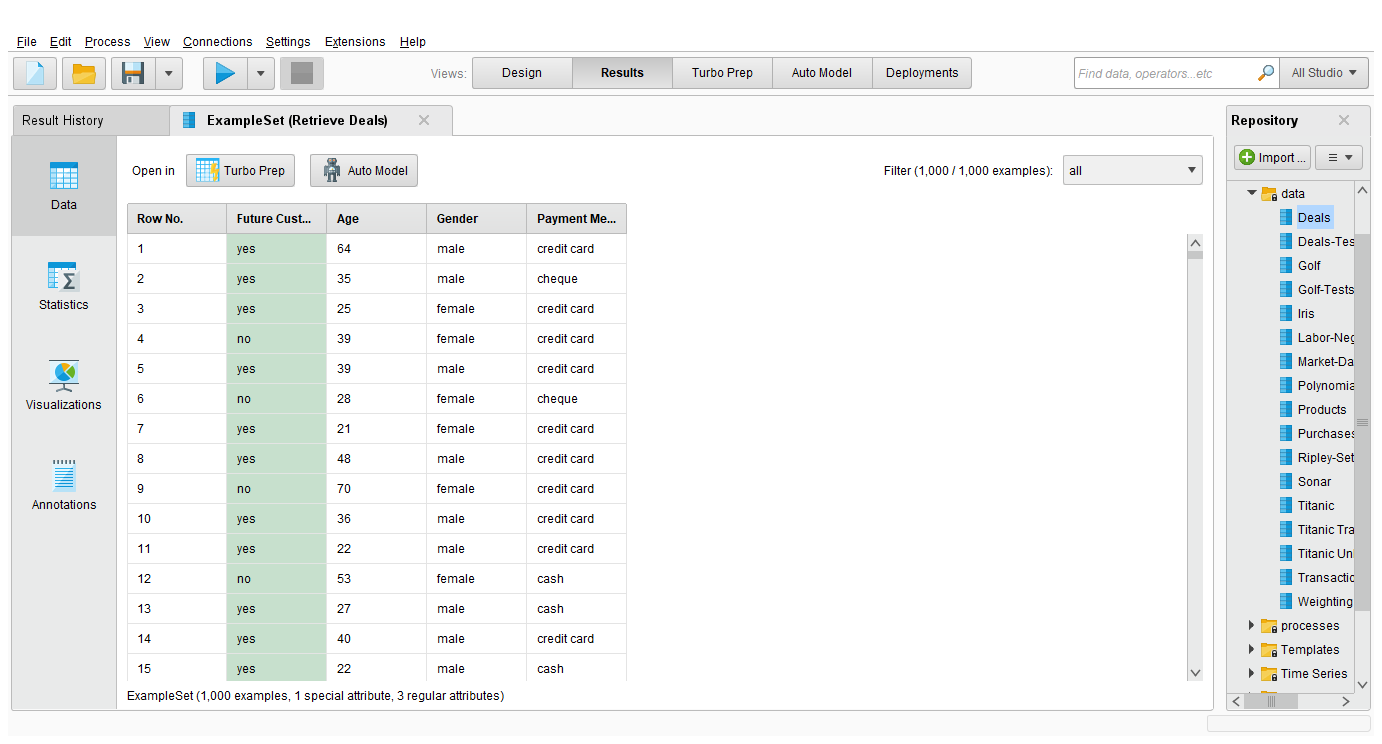 File Edit Process View Connections Settings Extensions Help
Views: Design Results Turbo Prep Auto Model Deployments Find data, operators...etc All Studio
Result History ExampleSet (Retrieve Deals) Repository
Open in Turbo Prep Auto Model Filter (1,000 / 1,000 examples): all
Import ...
Data
Statistics
Visualizations
Annotations
Row No. Future Cust... Age Gender Payment Me...
1 yes 64 male credit card
2 yes 35 male cheque
3 yes 25 female credit card
4 no 39 female credit card
5 yes 39 male credit card
6 no 28 female cheque
7 yes 21 female credit card
8 yes 48 male credit card
9 no 70 female credit card
10 yes 36 male credit card
11 yes 22 male credit card
12 no 53 female cash
13 yes 27 male cash
14 yes 40 male credit card
15 yes 22 male cash
ExampleSet (1,000 examples, 1 special attribute, 3 regular attributes)
data
Deals
Deals-Tes
Golf
Golf-Tests
Iris
Labor-Neg
Market-Da
Polynomia
Products
Purchases
Ripley-Set
Sonar
Titanic
Titanic Tra
Titanic Un
Transactio
Weighting
processes
Templates
Time Series